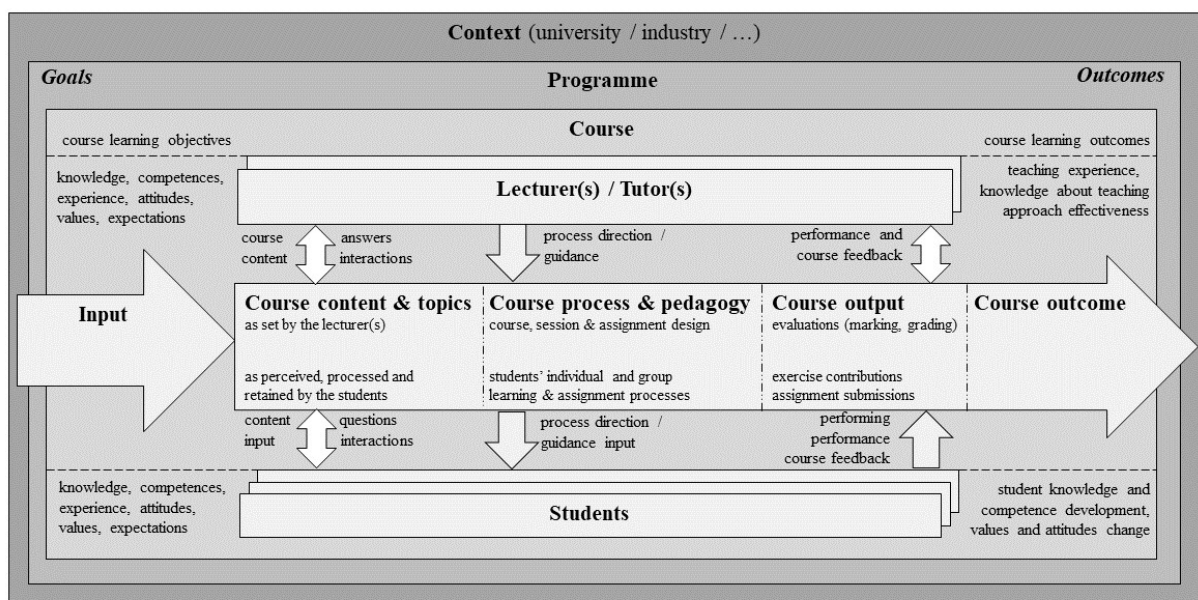 Context (university / industry / …)
Goals
Programme
Outcomes
Course
course learning objectives
course learning outcomes
knowledge, competences,
experience, attitudes,
values, expectations
Lecturer(s) / Tutor(s)
teaching experience,
knowledge about teaching
approach effectiveness
course
content
answers
interactions
process direction /
guidance
performance and
course feedback
Input
Course content & topics
as set by the lecturer(s)
as perceived, processed and
retained by the students
Course process & pedagogy
course, session & assignment design
students’ individual and group
learning & assignment processes
Course output
evaluations (marking, grading)
exercise contributions
assignment submissions
Course outcome
content
input
questions
interactions
process direction /
guidance input
performing
performance
course feedback
knowledge, competences,
experience, attitudes,
values, expectations
Students
student knowledge and
competence development,
values and attitudes change